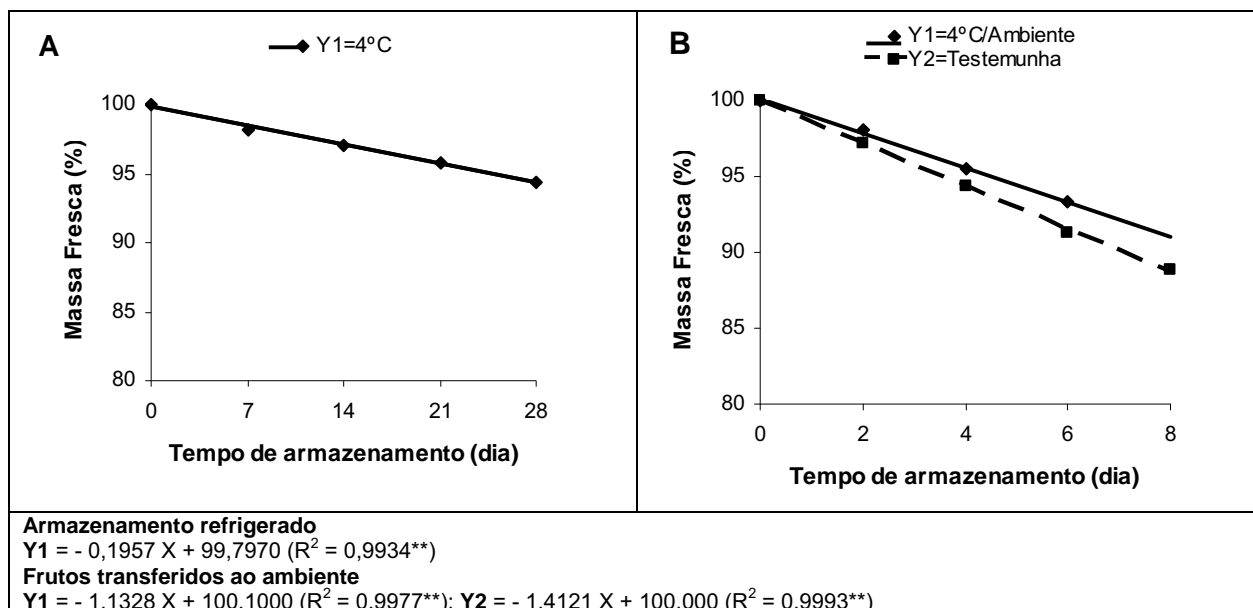 A
Y1=4ºC
Massa Fresca (%)
100
95
90
85
80
0 7 14 21 28
Tempo de armazenamento (dia)
B
Y1=4ºC/Ambiente
Y2=Testemunha
Massa Fresca (%)
100
95
90
85
80
0 2 4 6 8
Tempo de armazenamento (dia)
Armazenamento refrigerado
Y1 = - 0,1957 X + 99,7970 (R² = 0,9934**)
Frutos transferidos ao ambiente
Y1 = - 1,1328 X + 100,1000 (R² = 0,9977**); Y2 = - 1,4121 X + 100,000 (R² = 0,9993**)